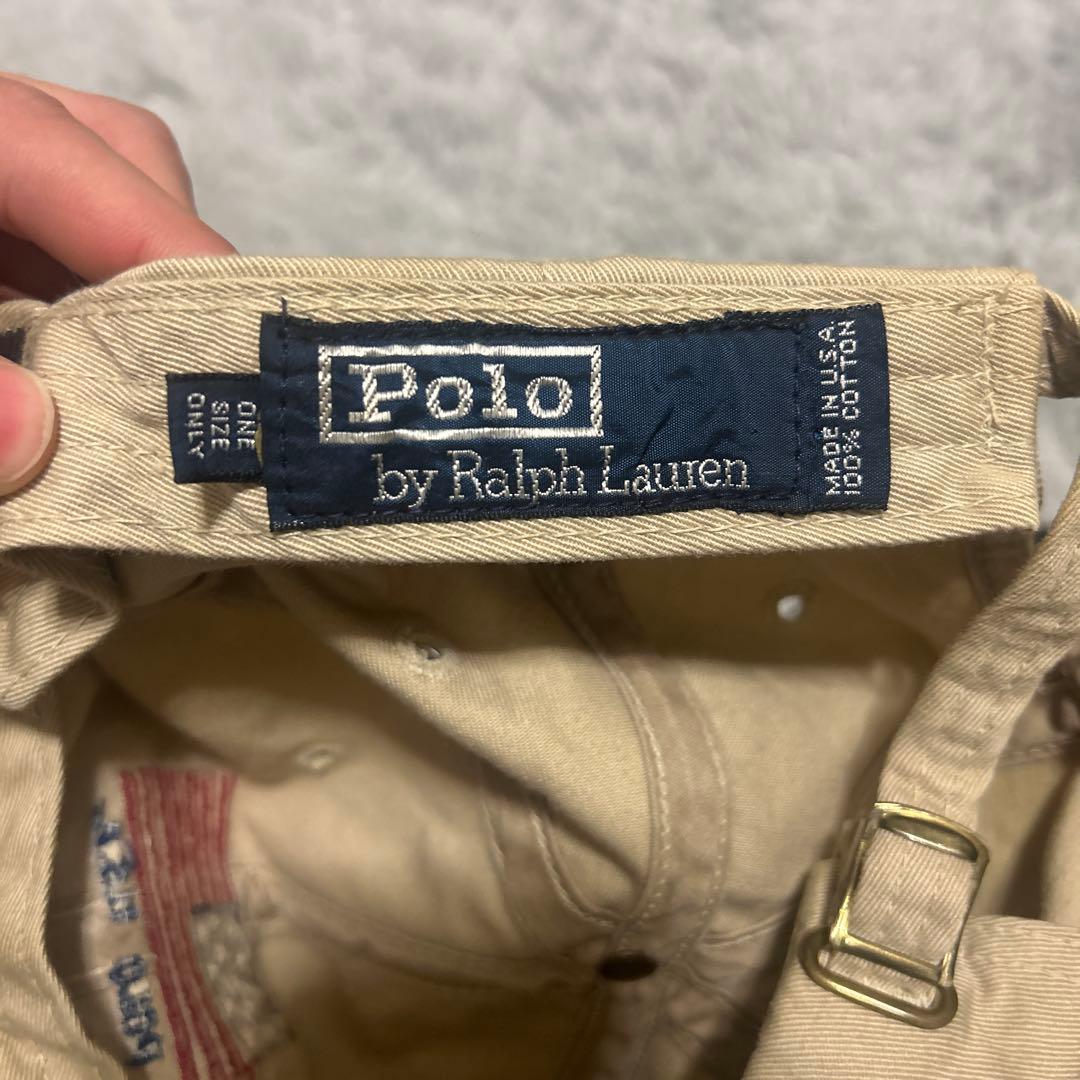 Polo
by Ralph Lauren
MADE IN U.S.A.
100% COTTON
ONE
SIZE
ONLY